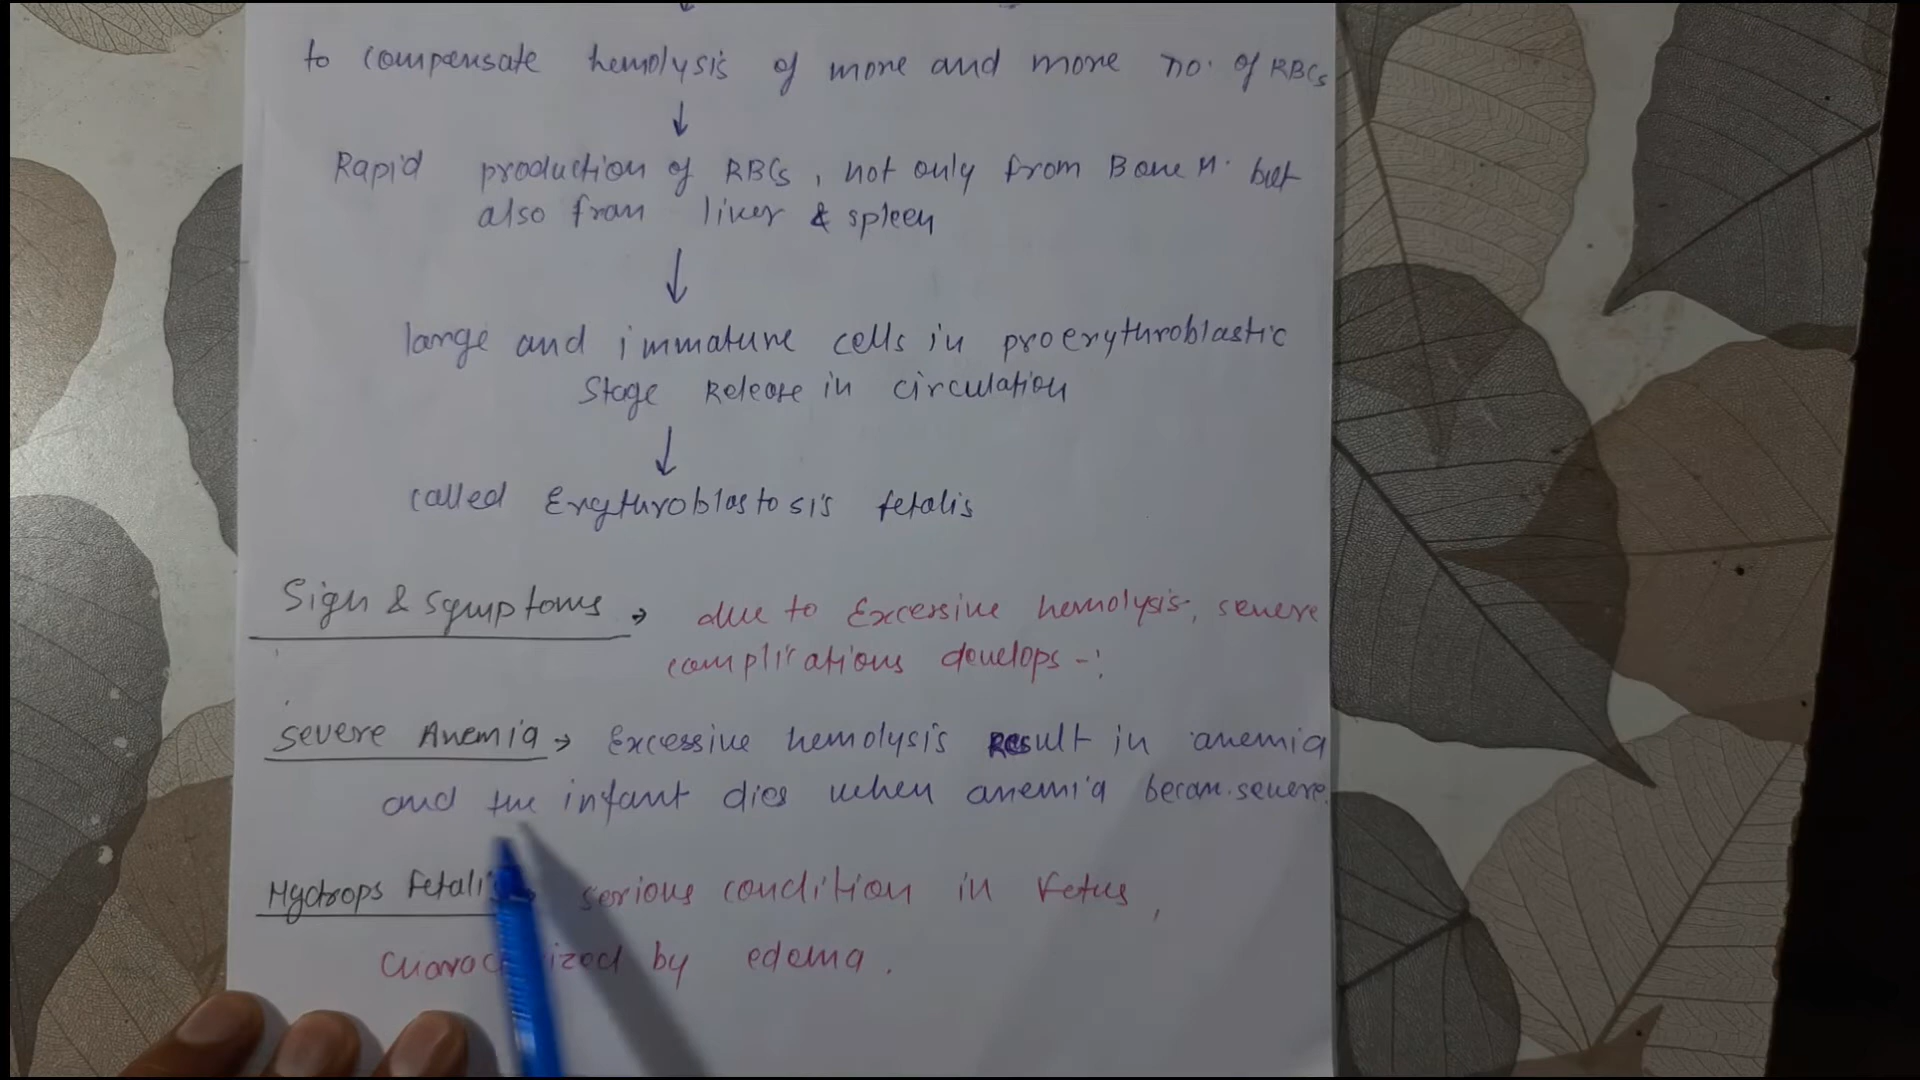 to compensate hemolysis of more and more no. of RBCs
↓
Rapid production of RBCs, not only from Bone M. but
also from liver & spleen
↓
large and immature cells in proerythroblastic
stage Release in circulation
↓
called Erythroblastosis fetalis
Sign & Symptoms → due to Excessive hemolysis, severe
complications develops -:
Severe Anemia → Excessive hemolysis Result in anemia
and the infant dies when anemia becom. severe.
Hydrops Fetali serious condition in Fetus,
by edema.